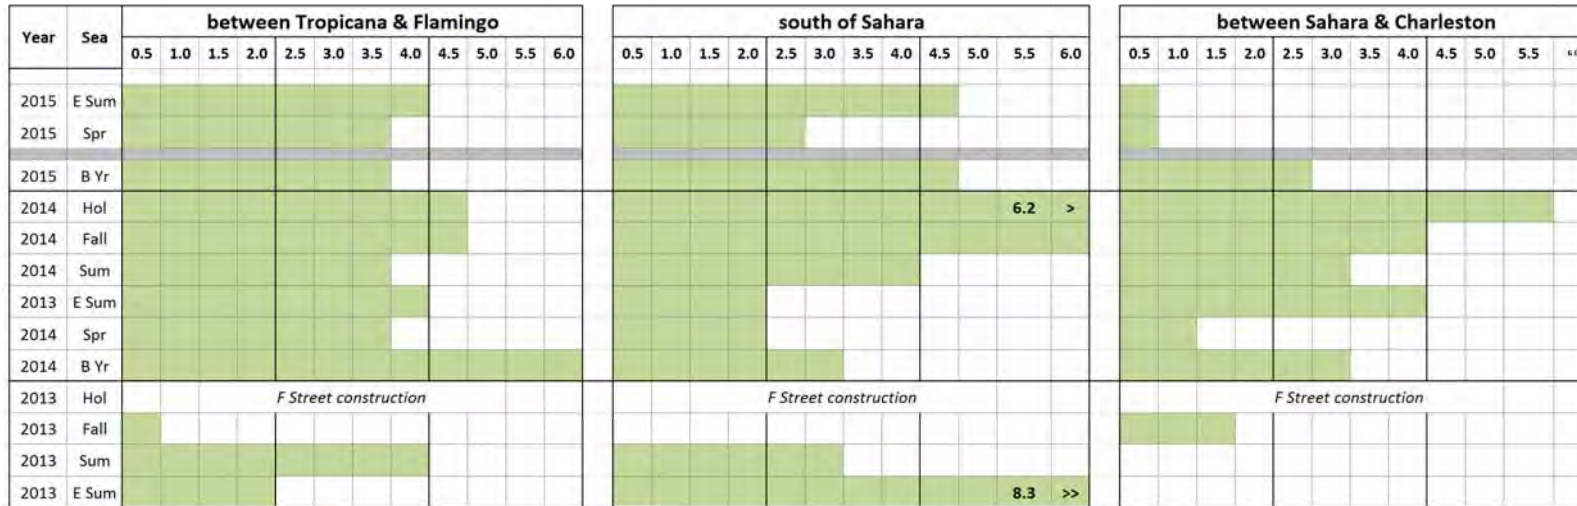 between Tropicana & Flamingo south of Sahara between Sahara & Charleston
Year Sea 0.5 1.0 1.5 2.0 2.5 3.0 3.5 4.0 4.5 5.0 5.5 6.0 0.5 1.0 1.5 2.0 2.5 3.0 3.5 4.0 4.5 5.0 5.5 6.0 0.5 1.0 1.5 2.0 2.5 3.0 3.5 4.0 4.5 5.0 5.5
2015 E Sum
2015 Spr
2015 B Yr
2014 Hol 6.2 >
2014 Fall
2014 Sum
2013 E Sum
2014 Spr
2014 B Yr
2013 Hol F Street construction F Street construction F Street construction
2013 Fall
2013 Sum
2013 E Sum 8.3 >>